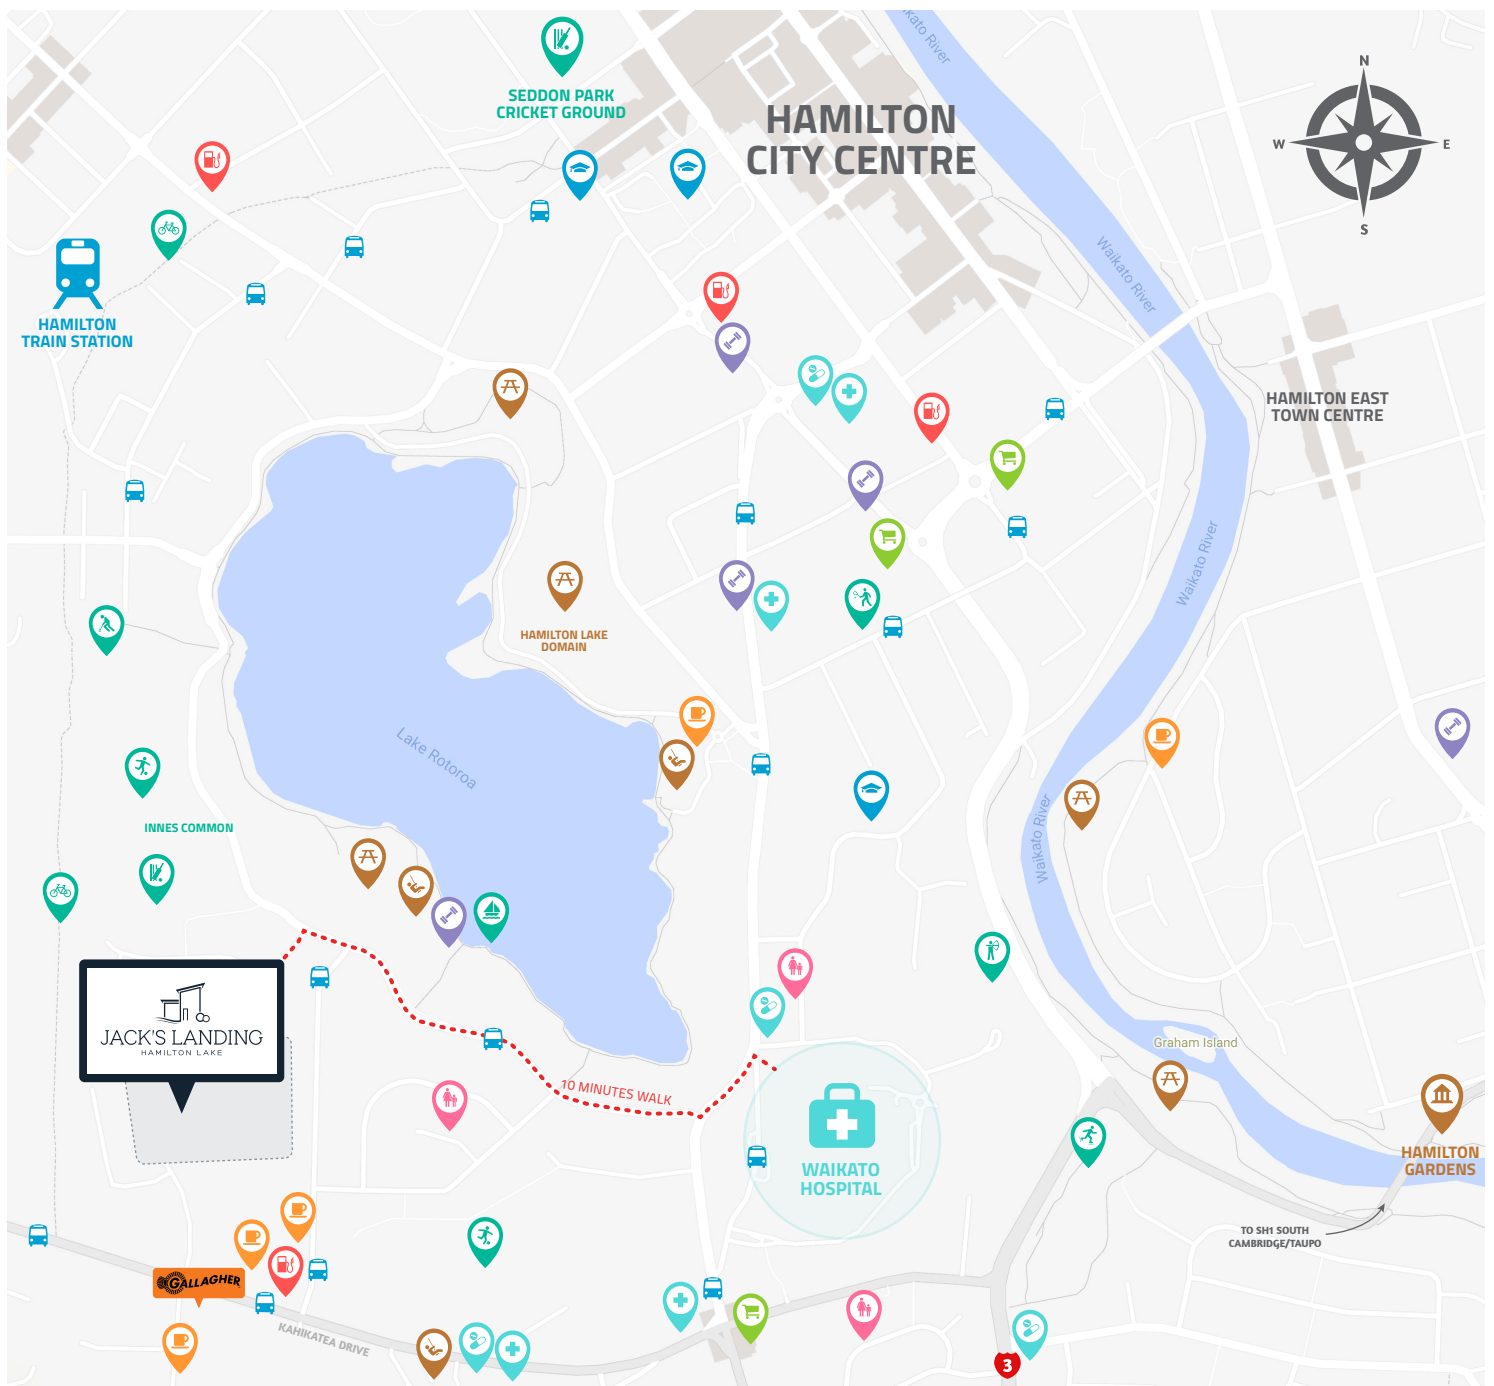 Waikato River
SEDDON PARK
CRICKET GROUND
HAMILTON
CITY CENTRE
N
W
E
S
Waikato River
HAMILTON
TRAIN STATION
HAMILTON EAST
TOWN CENTRE
Waikato River
HAMILTON LAKE
DOMAIN
Lake Rotoroa
INNES COMMON
Waikato River
JACK'S LANDING
HAMILTON LAKE
Graham Island
10 MINUTES WALK
WAIKATO
HOSPITAL
HAMILTON
GARDENS
TO SH1 SOUTH
CAMBRIDGE/TAUPO
GALLAGHER
KAHIKATEA DRIVE
3